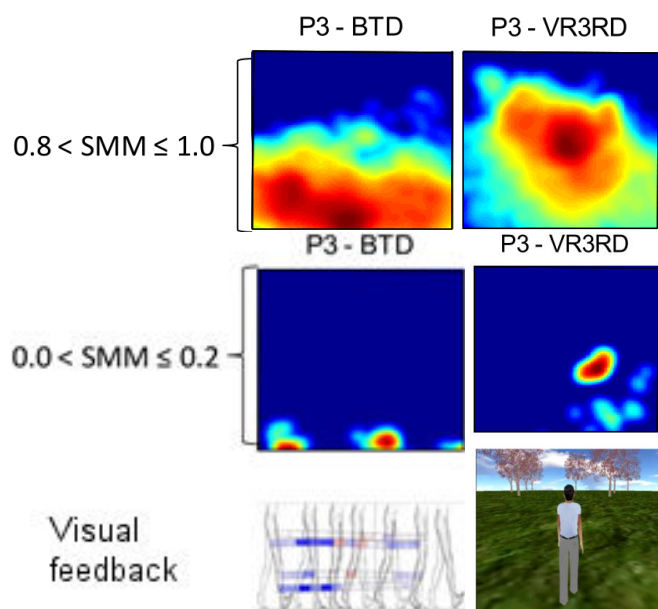 P3 - BTD
P3 - VR3RD
0.8 < SMM ≤ 1.0
P3 - BTD
P3 - VR3RD
0.0 < SMM ≤ 0.2
Visual
feedback